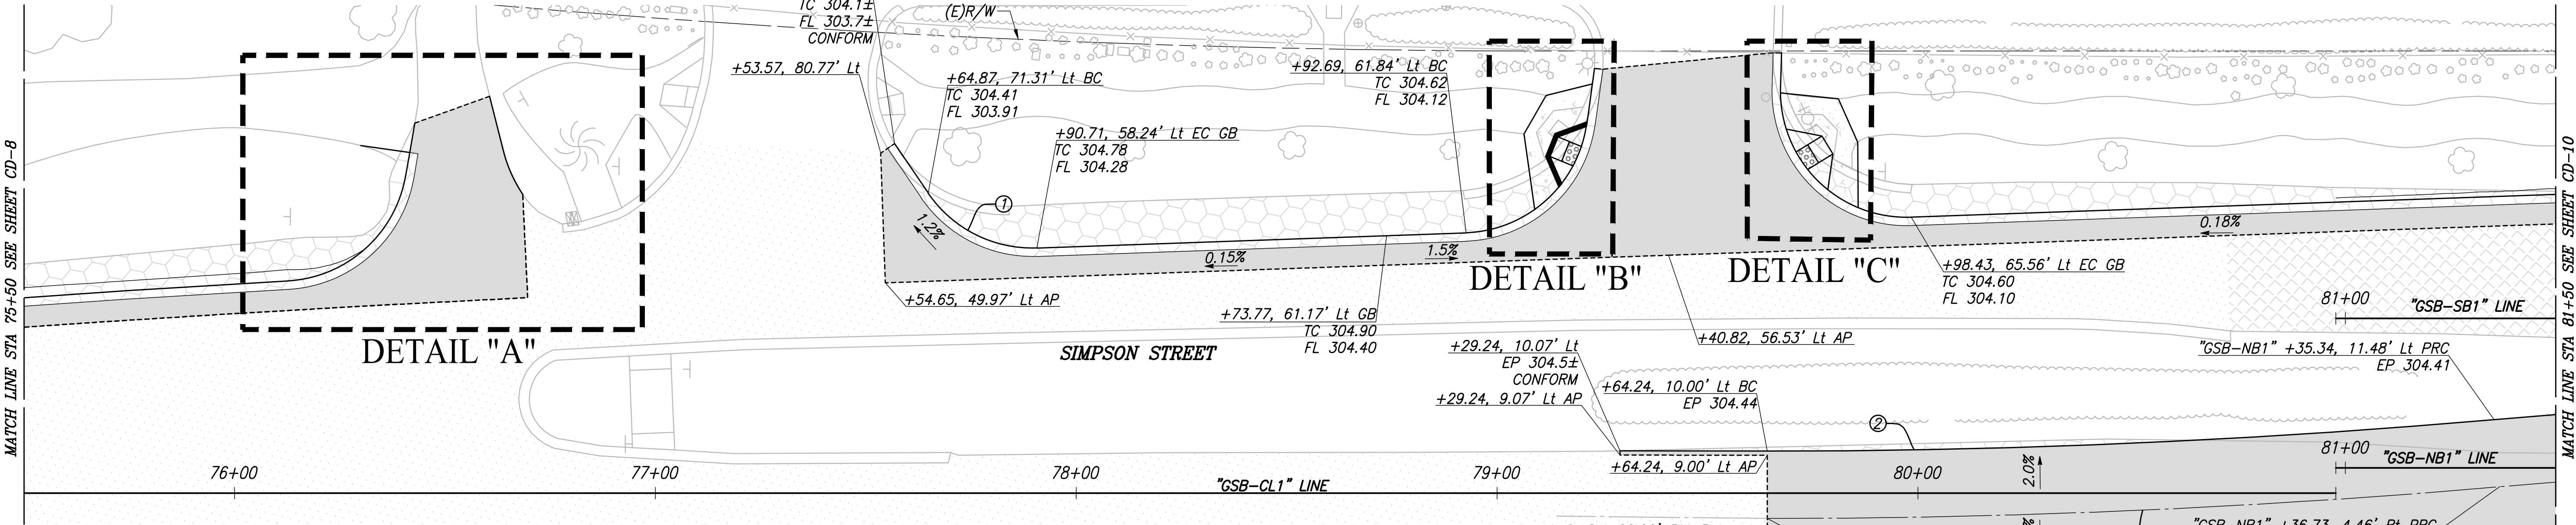 MATCH LINE STA 75+50 SEE SHEET CD-8
TC 304.1±
FL 303.7±
CONFORM
(E)R/W
+53.57, 80.77' Lt
+64.87, 71.31' Lt BC
TC 304.41
FL 303.91
+90.71, 58.24' Lt EC GB
TC 304.78
FL 304.28
+92.69, 61.84' Lt BC
TC 304.62
FL 304.12
1
1.2%
0.15%
1.5%
0.18%
+54.65, 49.97' Lt AP
DETAIL "A"
DETAIL "B"
DETAIL "C"
+73.77, 61.17' Lt GB
TC 304.90
FL 304.40
+98.43, 65.56' Lt EC GB
TC 304.60
FL 304.10
+40.82, 56.53' Lt AP
SIMPSON STREET
+29.24, 10.07' Lt
EP 304.5±
CONFORM
+29.24, 9.07' Lt AP
+64.24, 10.00' Lt BC
EP 304.44
+64.24, 9.00' Lt AP
2
81+00
"GSB-SB1" LINE
"GSB-NB1" +35.34, 11.48' Lt PRC
EP 304.41
81+00
"GSB-NB1" LINE
76+00
77+00
78+00
79+00
80+00
"GSB-CL1" LINE
2.0%
"GSB-NB1" +36.73, 4.46' Rt PRC
MATCH LINE STA 81+50 SEE SHEET CD-10